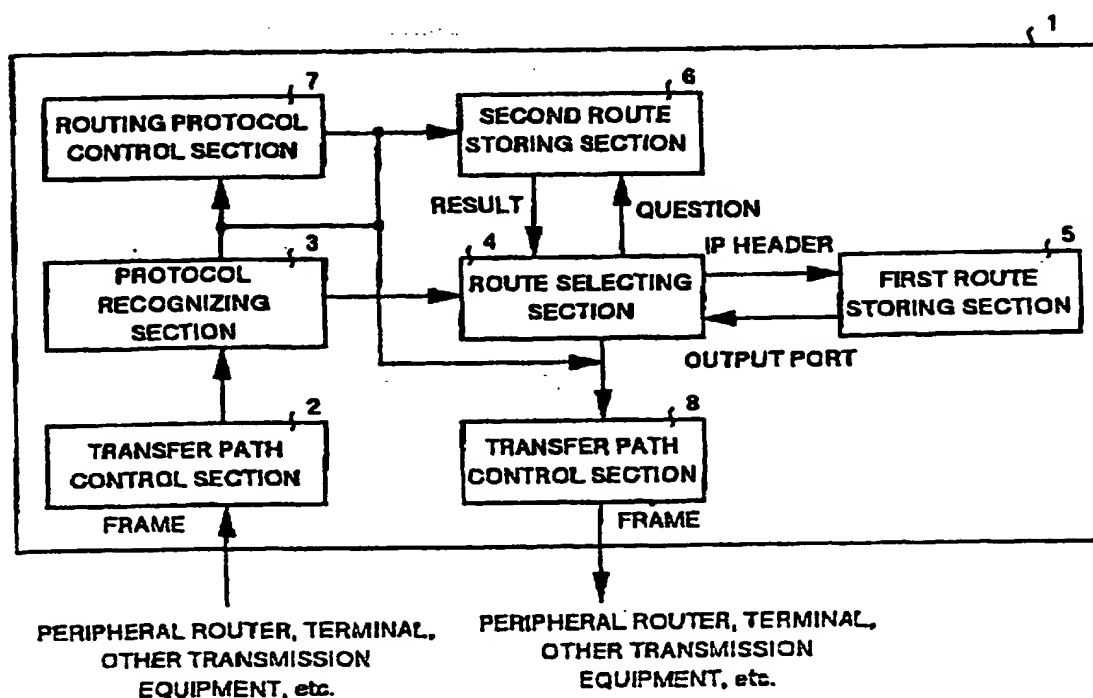 1
7
ROUTING PROTOCOL
CONTROL SECTION
6
SECOND ROUTE
STORING SECTION
RESULT
QUESTION
3
PROTOCOL
RECOGNIZING
SECTION
4
ROUTE SELECTING
SECTION
IP HEADER
5
FIRST ROUTE
STORING SECTION
OUTPUT PORT
2
TRANSFER PATH
CONTROL SECTION
FRAME
8
TRANSFER PATH
CONTROL SECTION
FRAME
PERIPHERAL ROUTER, TERMINAL,
OTHER TRANSMISSION
EQUIPMENT, etc.
PERIPHERAL ROUTER, TERMINAL,
OTHER TRANSMISSION
EQUIPMENT, etc.